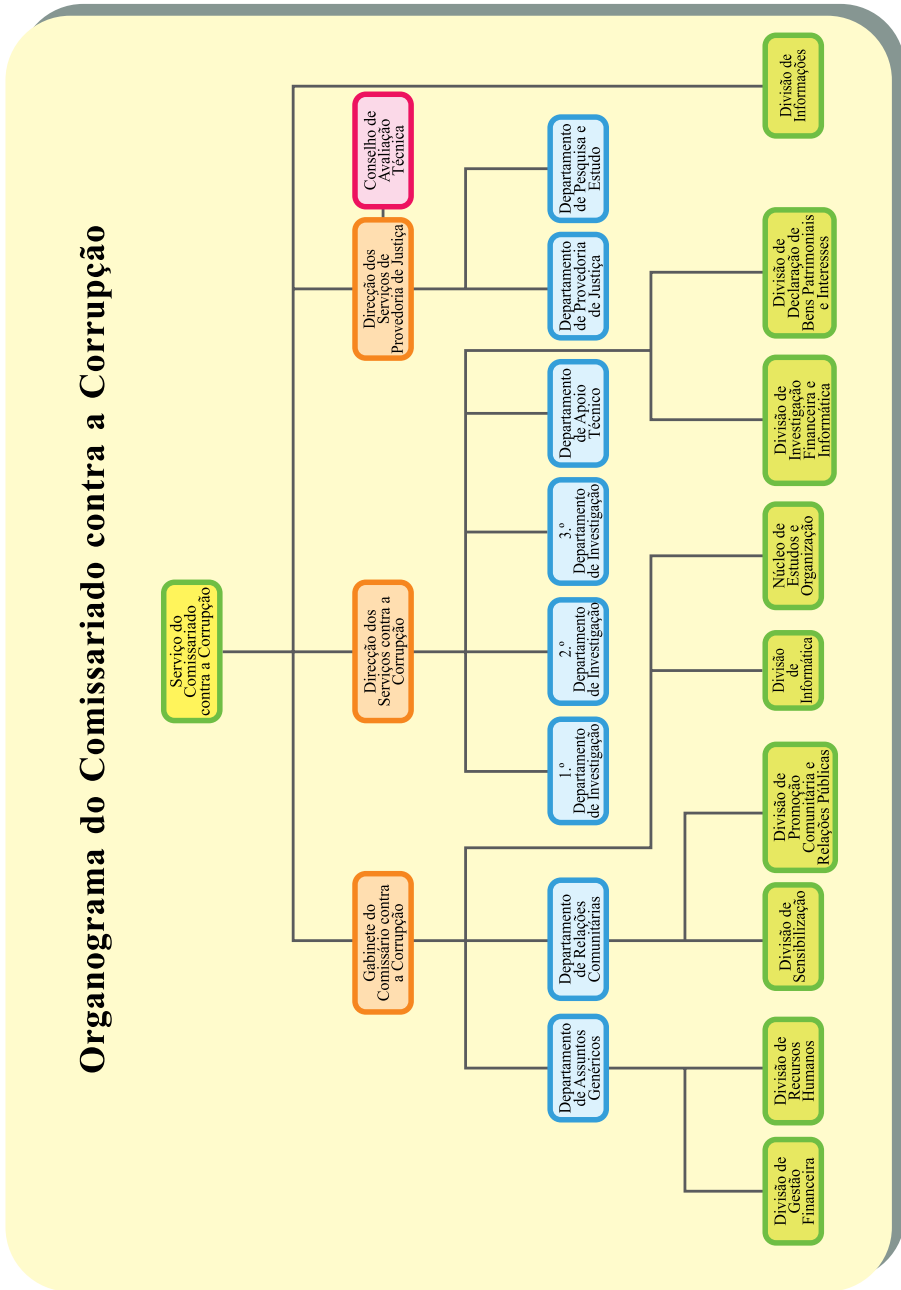 Organograma do Comissariado contra a Corrupção
Serviço do
Comissariado
contra a Corrupção
Gabinete do
Comissário contra
a Corrupção
Direcção dos
Serviços contra a
Corrupção
Direcção dos
Serviços de
Provedoria de Justiça
Conselho de
Avaliação
Técnica
Departamento
de Assuntos
Genéricos
Departamento
de Relações
Comunitárias
1.º
Departamento
de Investigação
2.º
Departamento
de Investigação
3.º
Departamento
de Investigação
Departamento
de Apoio
Técnico
Departamento
de Provedoria
de Justiça
Departamento
de Pesquisa e
Estudo
Divisão de
Gestão
Financeira
Divisão de
Recursos
Humanos
Divisão de
Sensibilização
Divisão de
Promoção
Comunitária e
Relações Públicas
Divisão
de
Informática
Núcleo de
Estudos e
Organização
Divisão de
Investigação
Financeira e
Informática
Divisão de
Declaração de
Bens Patrimoniais
e Interesses
Divisão de
Informações